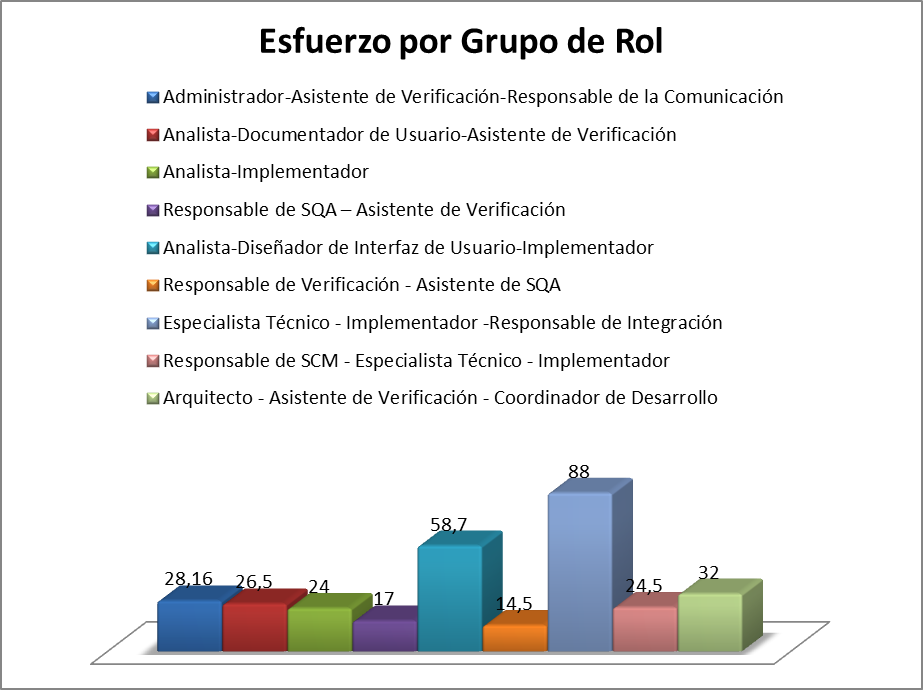 Esfuerzo por Grupo de Rol
Administrador-Asistente de Verificación-Responsable de la Comunicación
Analista-Documentador de Usuario-Asistente de Verificación
Analista-Implementador
Responsable de SQA – Asistente de Verificación
Analista-Diseñador de Interfaz de Usuario-Implementador
Responsable de Verificación - Asistente de SQA
Especialista Técnico - Implementador -Responsable de Integración
Responsable de SCM - Especialista Técnico - Implementador
Arquitecto - Asistente de Verificación - Coordinador de Desarrollo
28,16
26,5
24
17
58,7
14,5
88
24,5
32